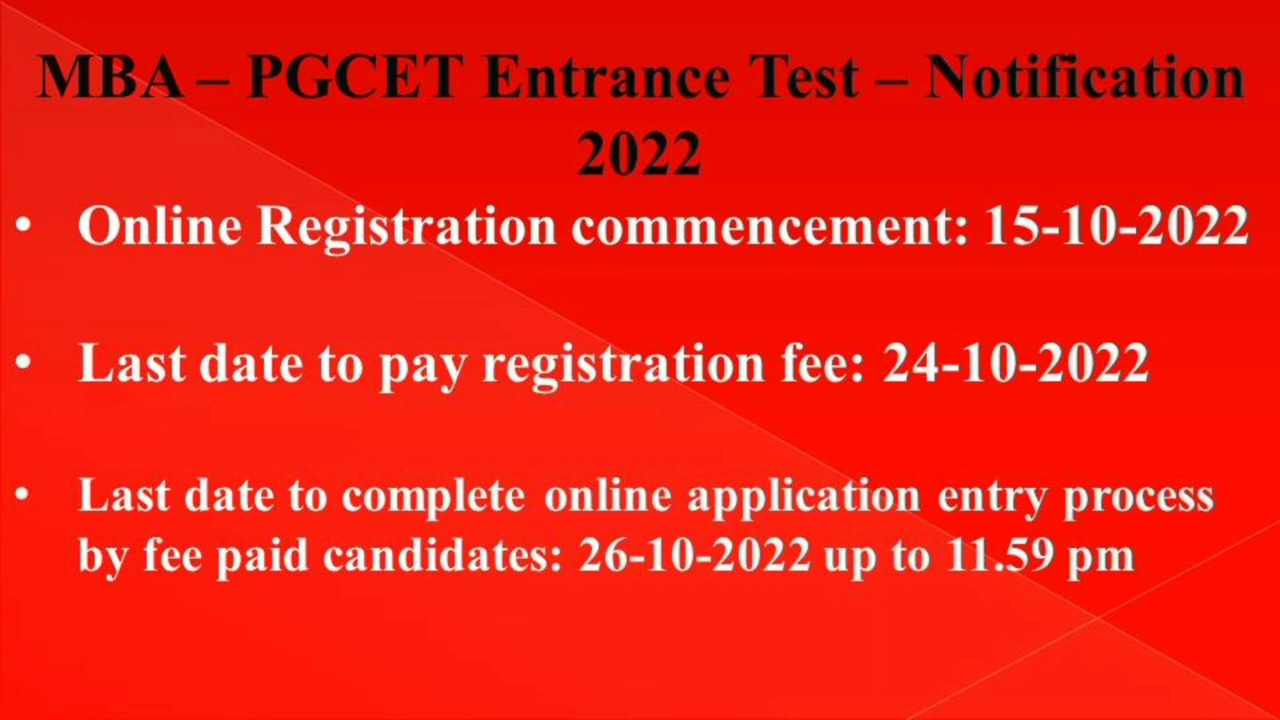 MBA – PGCET Entrance Test – Notification
2022
• Online Registration commencement: 15-10-2022
• Last date to pay registration fee: 24-10-2022
• Last date to complete online application entry process
by fee paid candidates: 26-10-2022 up to 11.59 pm